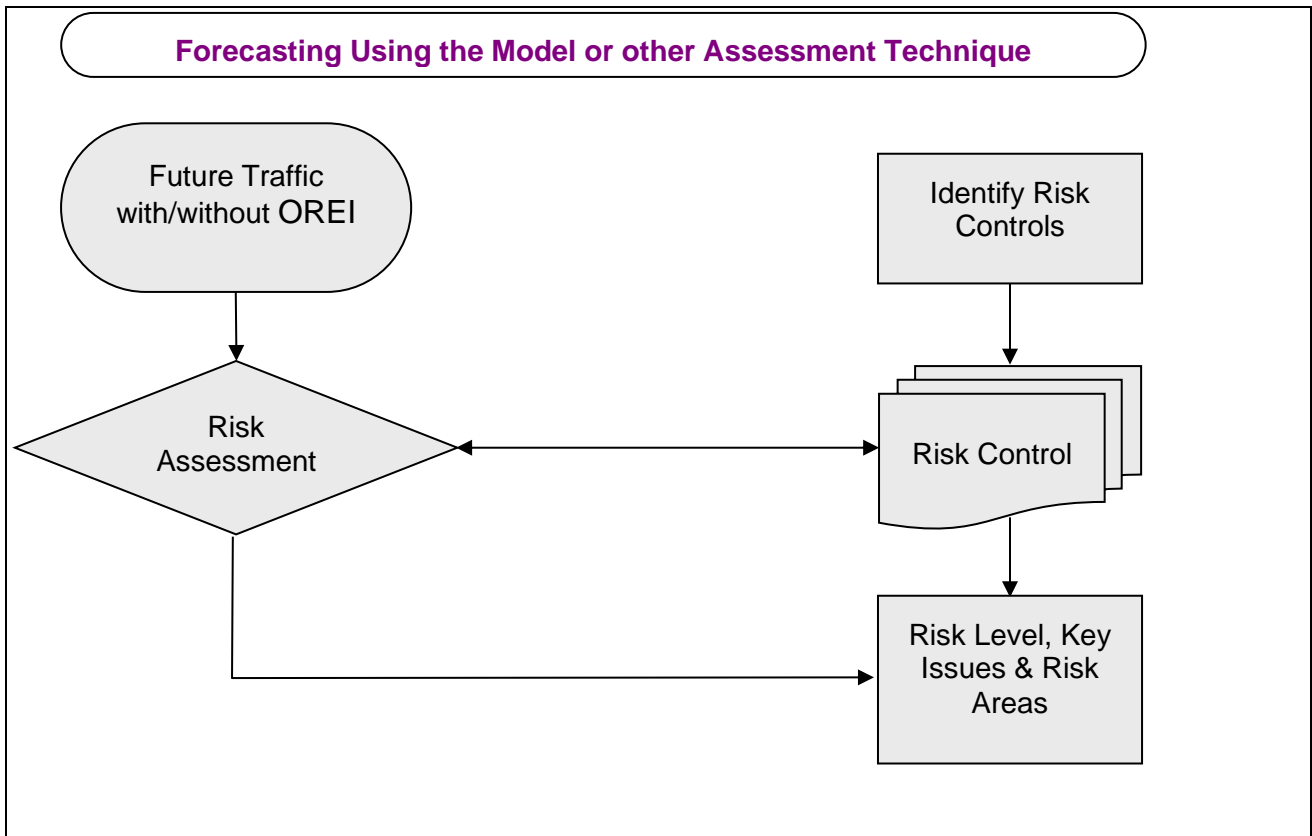 Forecasting Using the Model or other Assessment Technique
Future Traffic
with/without OREI
Identify Risk
Controls
Risk
Assessment
Risk Control
Risk Level, Key
Issues & Risk
Areas